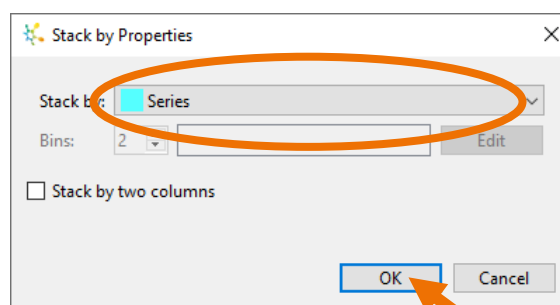 Stack by Properties
Stack by: Series
Bins: 2 Edit
Stack by two columns
OK Cancel